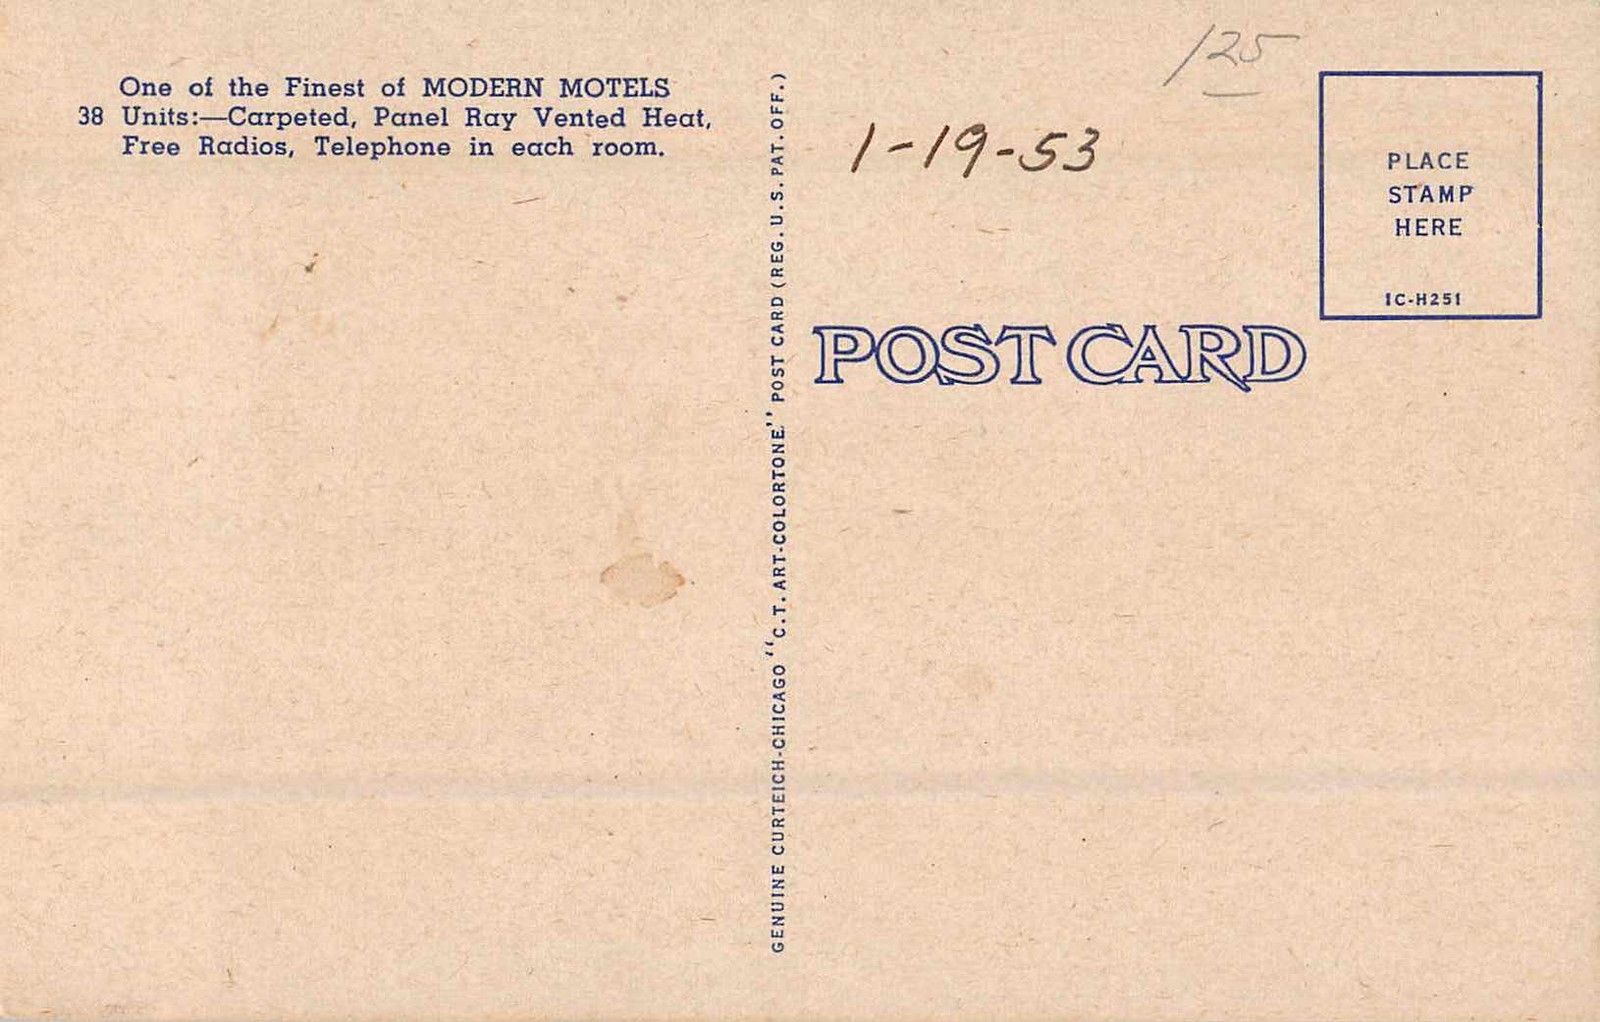 One of the Finest of MODERN MOTELS
38 Units:—Carpeted, Panel Ray Vented Heat,
Free Radios, Telephone in each room.
GENUINE CURTEICH-CHICAGO "C.T. ART-COLORTONE" POST CARD (REG. U.S. PAT. OFF.)
125
1-19-53
PLACE
STAMP
HERE
1C-H251
POST CARD